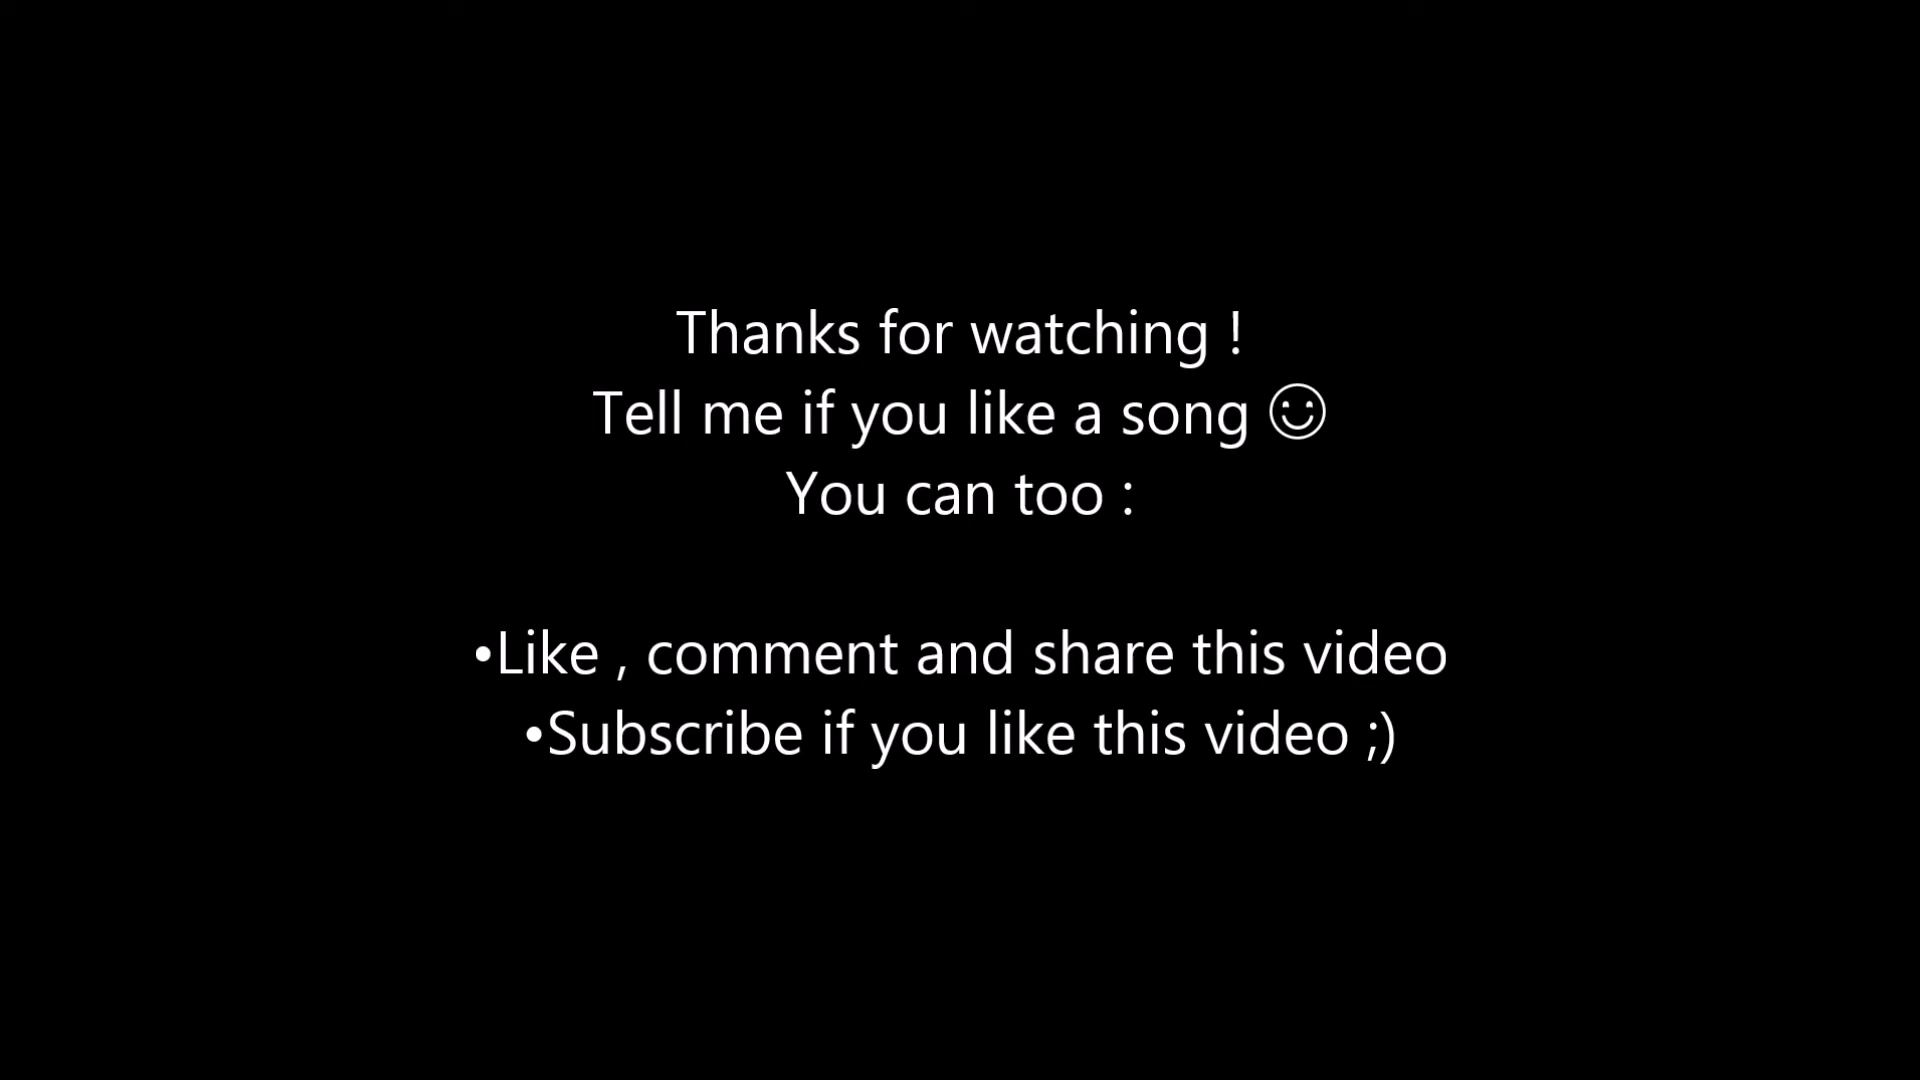 Thanks for watching !
Tell me if you like a song ☺
You can too :
•Like , comment and share this video
•Subscribe if you like this video ;)